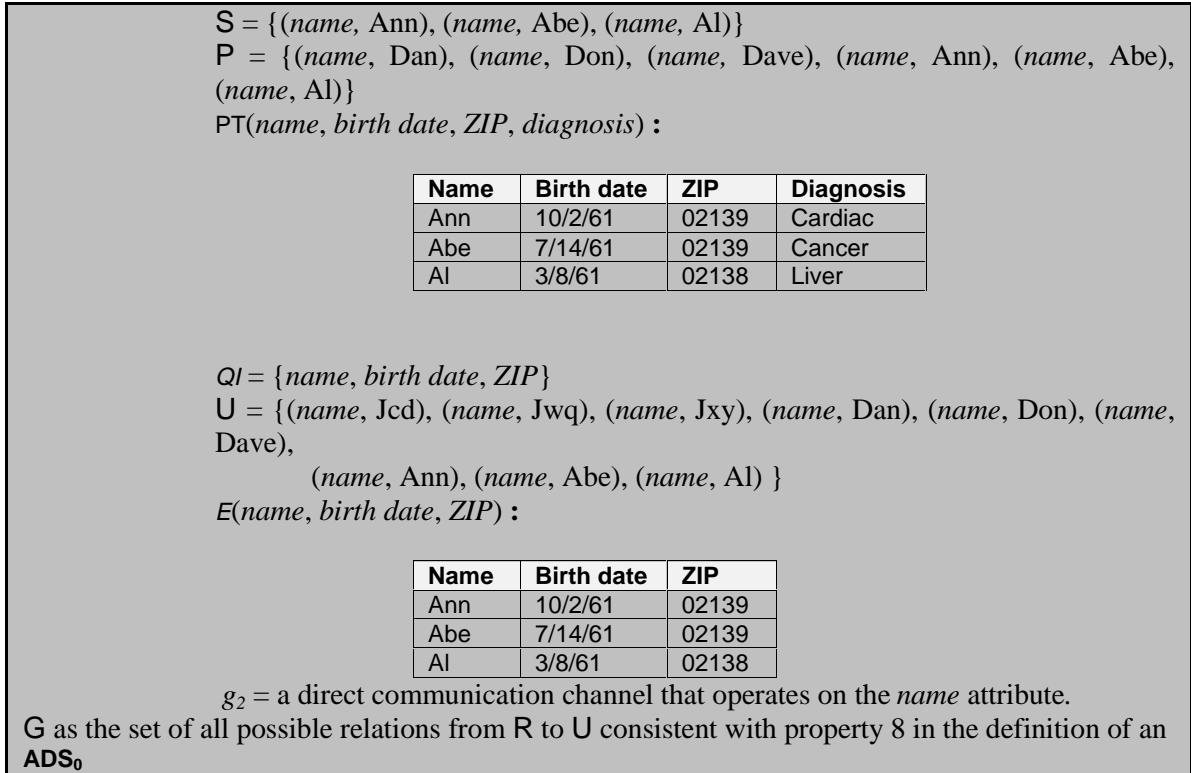 S = {(name, Ann), (name, Abe), (name, Al)}
P = {(name, Dan), (name, Don), (name, Dave), (name, Ann), (name, Abe),
(name, Al)}
PT(name, birth date, ZIP, diagnosis) :
Name Birth date ZIP Diagnosis
Ann 10/2/61 02139 Cardiac
Abe 7/14/61 02139 Cancer
Al 3/8/61 02138 Liver
QI = {name, birth date, ZIP}
U = {(name, Jcd), (name, Jwq), (name, Jxy), (name, Dan), (name, Don), (name,
Dave),
(name, Ann), (name, Abe), (name, Al) }
E(name, birth date, ZIP) :
Name Birth date ZIP
Ann 10/2/61 02139
Abe 7/14/61 02139
Al 3/8/61 02138
g₂ = a direct communication channel that operates on the name attribute.
G as the set of all possible relations from R to U consistent with property 8 in the definition of an
ADS₀